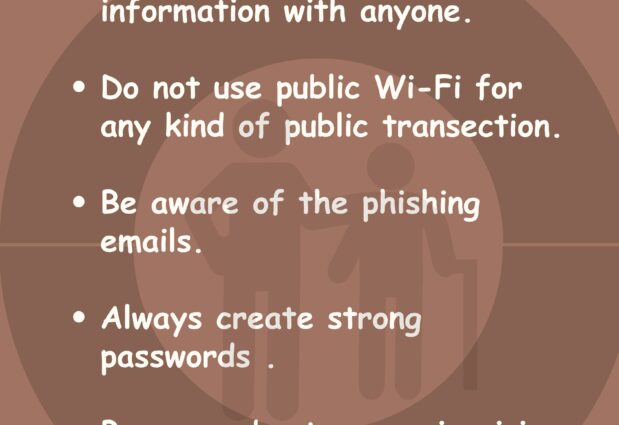 information with anyone.
• Do not use public Wi-Fi for
any kind of public transection.
• Be aware of the phishing
emails.
• Always create strong
passwords .